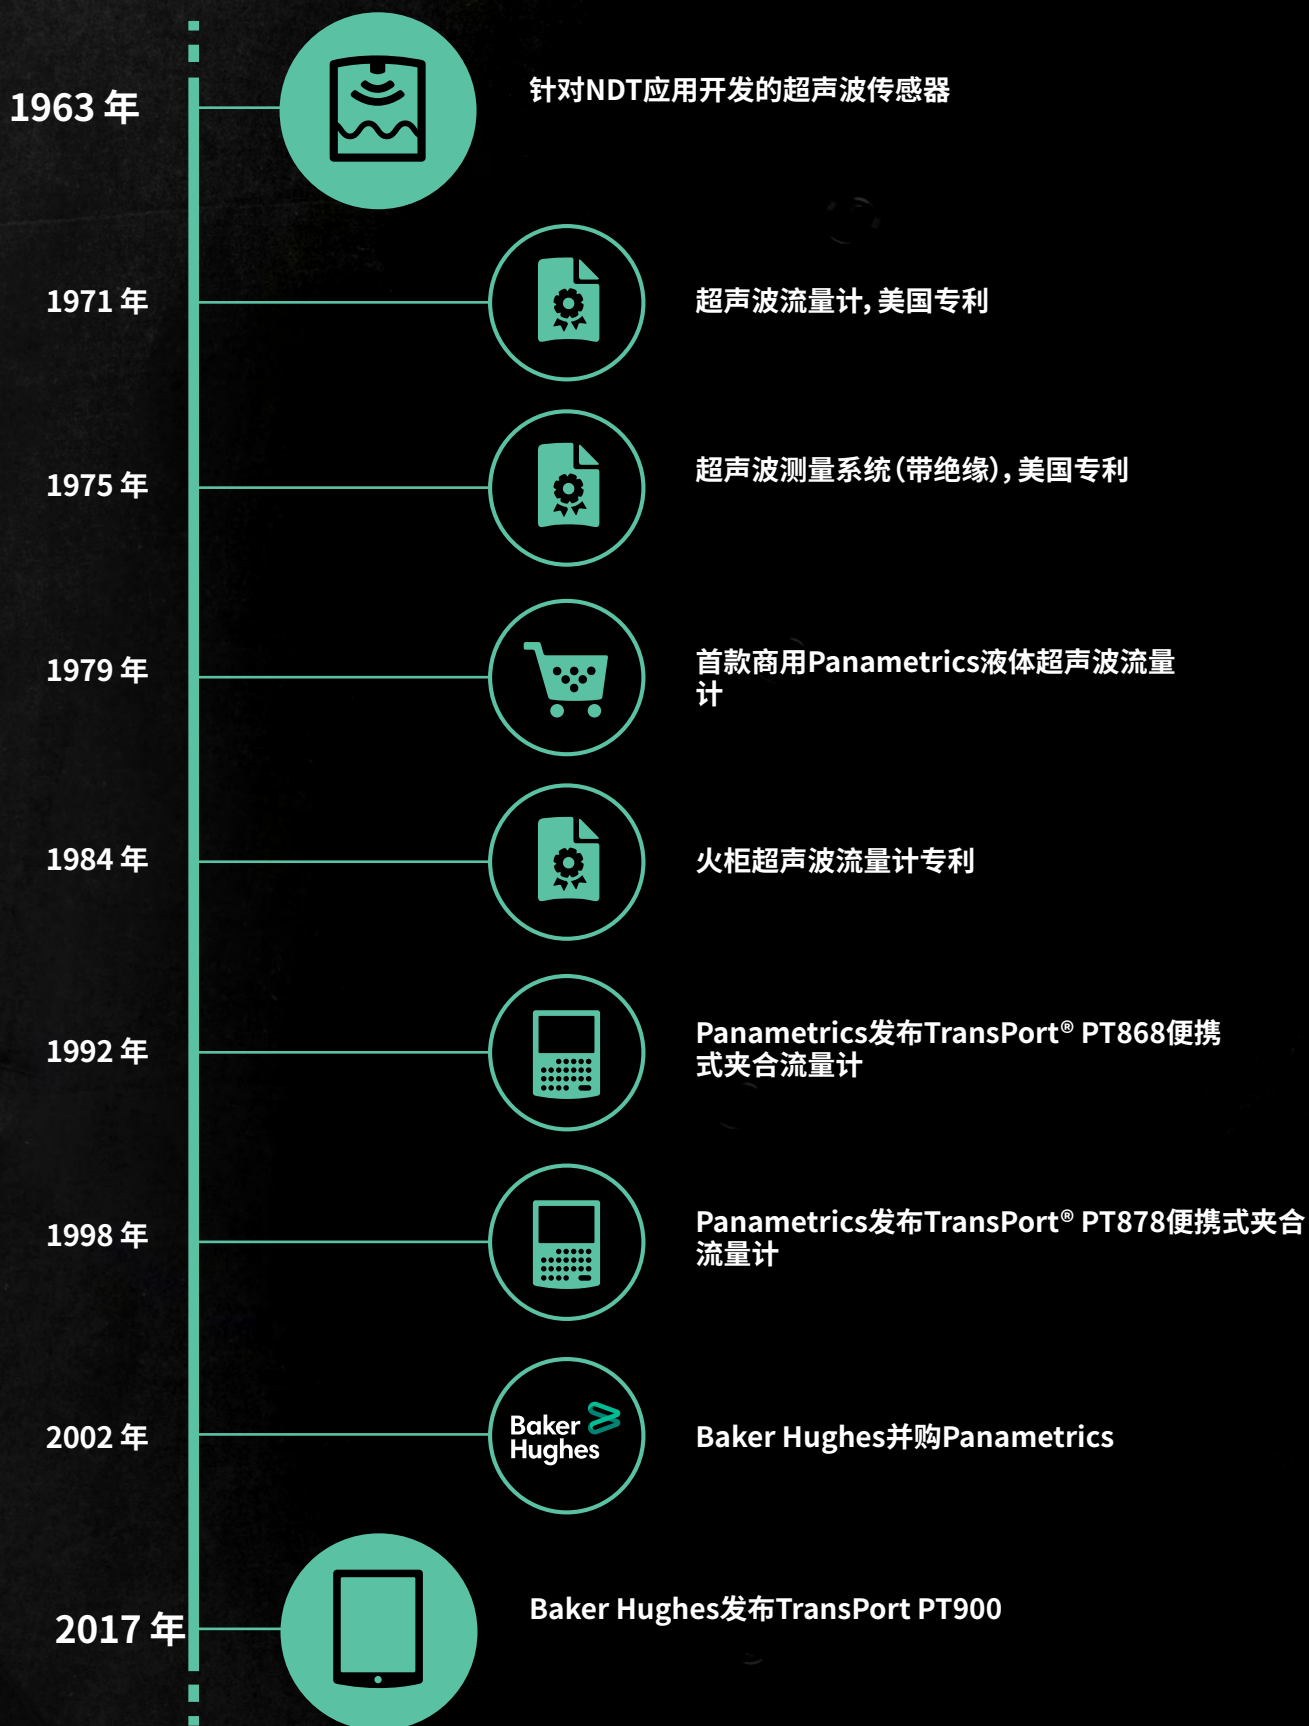 1963 年
针对NDT应用开发的超声波传感器
1971 年
超声波流量计，美国专利
1975 年
超声波测量系统（带绝缘），美国专利
1979 年
首款商用Panametrics液体超声波流量
计
1984 年
火柜超声波流量计专利
1992 年
Panametrics发布TransPort® PT868便携
式夹合流量计
1998 年
Panametrics发布TransPort® PT878便携式夹合
流量计
2002 年
Baker
Hughes
Baker Hughes并购Panametrics
2017 年
Baker Hughes发布TransPort PT900